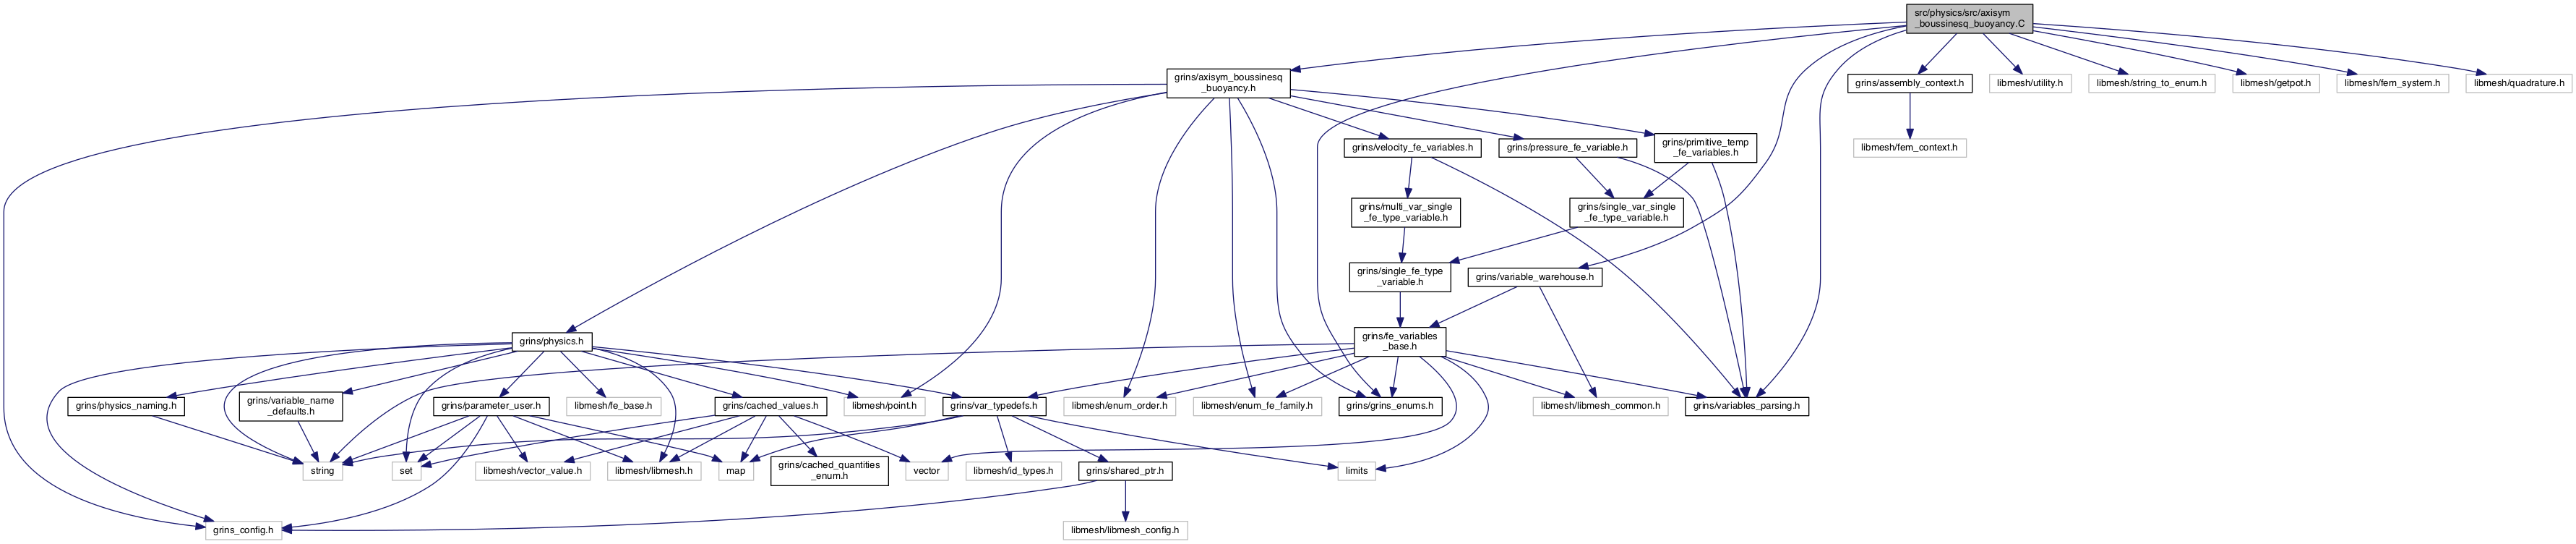 src/physics/src/axisym
_boussinesq_buoyancy.C
grins/axisym_boussinesq
_buoyancy.h
grins/assembly_context.h
libmesh/utility.h
libmesh/string_to_enum.h
libmesh/getpot.h
libmesh/fem_system.h
libmesh/quadrature.h
grins/velocity_fe_variables.h
grins/pressure_fe_variable.h
grins/primitive_temp
_fe_variables.h
libmesh/fem_context.h
grins/multi_var_single
_fe_type_variable.h
grins/single_var_single
_fe_type_variable.h
grins/single_fe_type
_variable.h
grins/variable_warehouse.h
grins/physics.h
grins/fe_variables
_base.h
grins/physics_naming.h
grins/variable_name
_defaults.h
grins/parameter_user.h
libmesh/fe_base.h
grins/cached_values.h
libmesh/point.h
grins/var_typedefs.h
libmesh/enum_order.h
libmesh/enum_fe_family.h
grins/grins_enums.h
libmesh/libmesh_common.h
grins/variables_parsing.h
string
set
libmesh/vector_value.h
libmesh/libmesh.h
map
grins/cached_quantities
_enum.h
vector
libmesh/id_types.h
grins/shared_ptr.h
limits
grins_config.h
libmesh/libmesh_config.h